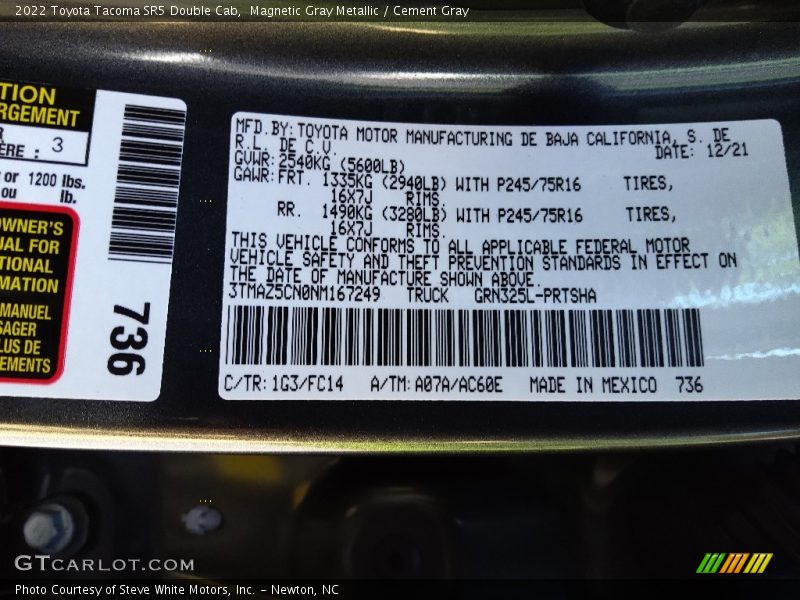 2022 Toyota Tacoma SR5 Double Cab, Magnetic Gray Metallic / Cement Gray
TION
RGEMENT
R
ÈRE : 3
or 1200 lbs.
ou lb.
OWNER'S
UAL FOR
TIONAL
MATION
MANUEL
SAGER
LUS DE
EMENTS
736
MFD. BY: TOYOTA MOTOR MANUFACTURING DE BAJA CALIFORNIA, S. DE
R.L. DE C.V. DATE: 12/21
GVWR: 2540KG (5600LB)
GAWR: FRT. 1335KG (2940LB) WITH P245/75R16 TIRES,
16X7J RIMS.
RR. 1490KG (3280LB) WITH P245/75R16 TIRES,
16X7J RIMS.
THIS VEHICLE CONFORMS TO ALL APPLICABLE FEDERAL MOTOR
VEHICLE SAFETY AND THEFT PREVENTION STANDARDS IN EFFECT ON
THE DATE OF MANUFACTURE SHOWN ABOVE.
3TMAZ5CN0NM167249 TRUCK GRN325L-PRTSHA
C/TR: 1G3/FC14 A/TM: A07A/AC60E MADE IN MEXICO 736
GTCARLOT.COM
Photo Courtesy of Steve White Motors, Inc. – Newton, NC